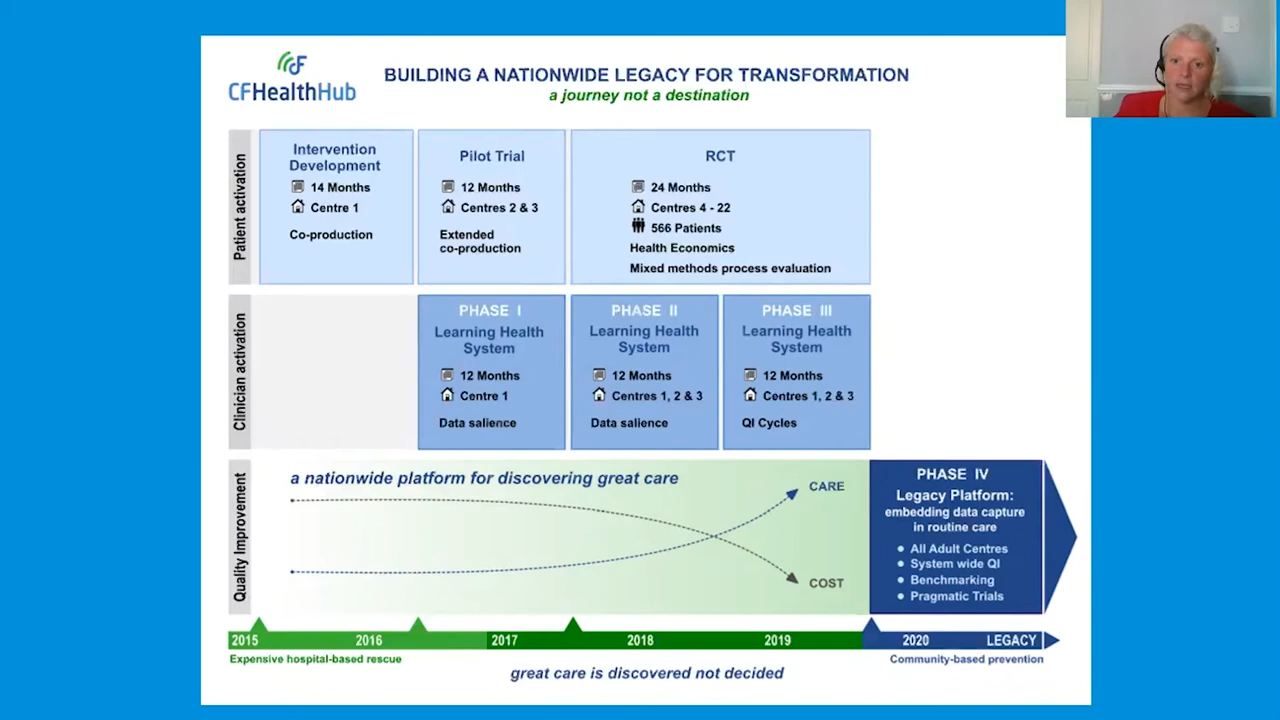 CFHealthHub
BUILDING A NATIONWIDE LEGACY FOR TRANSFORMATION
a journey not a destination
Patient activation
Intervention
Development
14 Months
Centre 1
Co-production
Pilot Trial
12 Months
Centres 2 & 3
Extended
co-production
RCT
24 Months
Centres 4 - 22
566 Patients
Health Economics
Mixed methods process evaluation
Clinician activation
PHASE I
Learning Health
System
12 Months
Centre 1
Data salience
PHASE II
Learning Health
System
12 Months
Centres 1, 2 & 3
Data salience
PHASE III
Learning Health
System
12 Months
Centres 1, 2 & 3
QI Cycles
Quality Improvement
a nationwide platform for discovering great care
CARE
COST
PHASE IV
Legacy Platform:
embedding data capture
in routine care
● All Adult Centres
● System wide QI
● Benchmarking
● Pragmatic Trials
2015 2016 2017 2018 2019 2020 LEGACY
Expensive hospital-based rescue
Community-based prevention
great care is discovered not decided